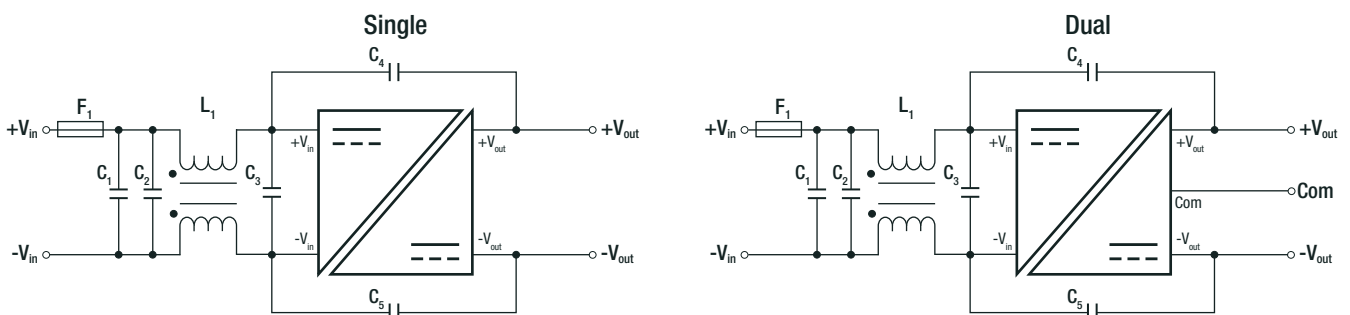 Single
C4
F1
L1
+Vin
+Vout
+Vin
+Vout
C1
C2
C3
-Vin
-Vout
-Vin
-Vout
C5
Dual
C4
F1
L1
+Vin
+Vout
+Vin
+Vout
C1
C2
C3
Com
Com
-Vin
-Vout
-Vin
-Vout
C5